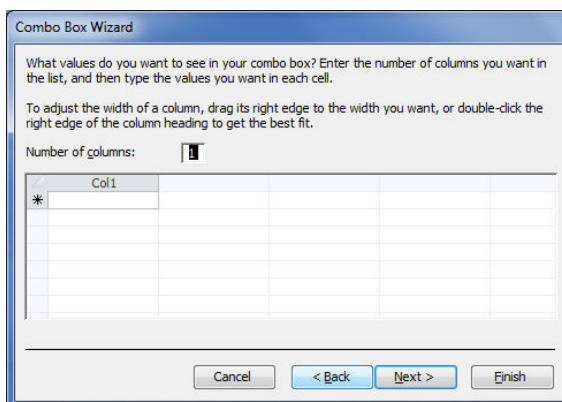 Combo Box Wizard
What values do you want to see in your combo box? Enter the number of columns you want in
the list, and then type the values you want in each cell.
To adjust the width of a column, drag its right edge to the width you want, or double-click the
right edge of the column heading to get the best fit.
Number of columns: 1
Col1
*
Cancel < Back Next > Finish